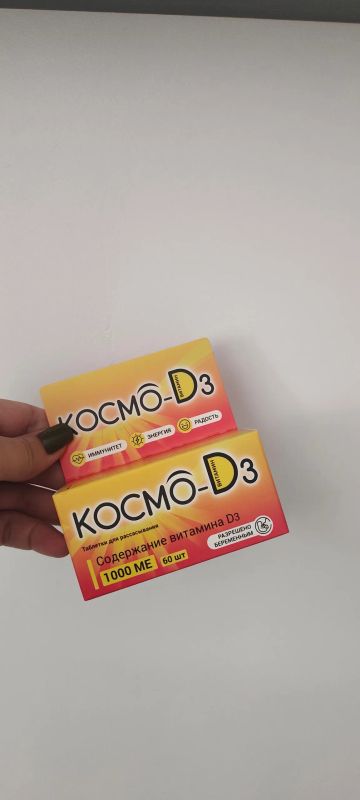 КОСМО-D3
ВИТАМИН
ИММУНИТЕТ
ЭНЕРГИЯ
РАДОСТЬ
КОСМО-D3
ВИТАМИН
Таблетки для рассасывания
Содержание витамина D3
1000 МЕ 60 шт
РАЗРЕШЕНО
БЕРЕМЕННЫМ